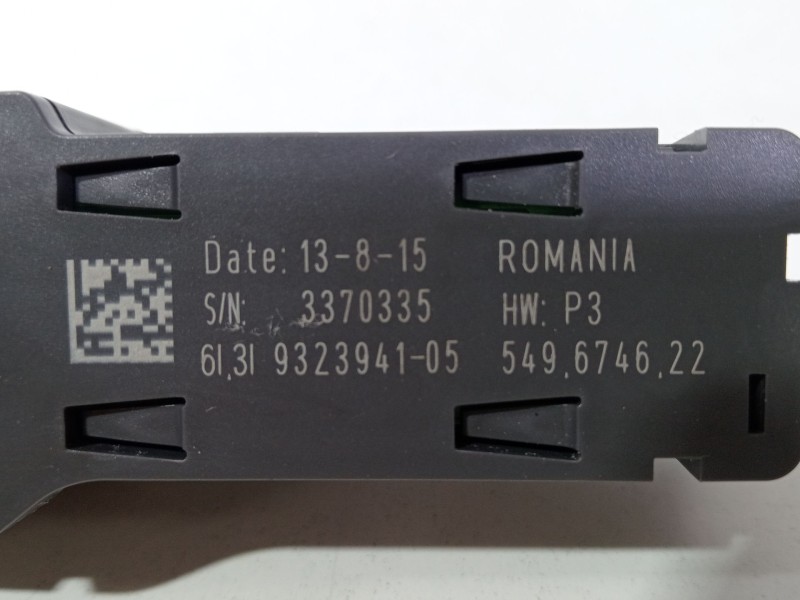 Date: 13-8-15 ROMANIA
S/N: 3370335 HW: P3
61.31 9323941-05 549.6746.22